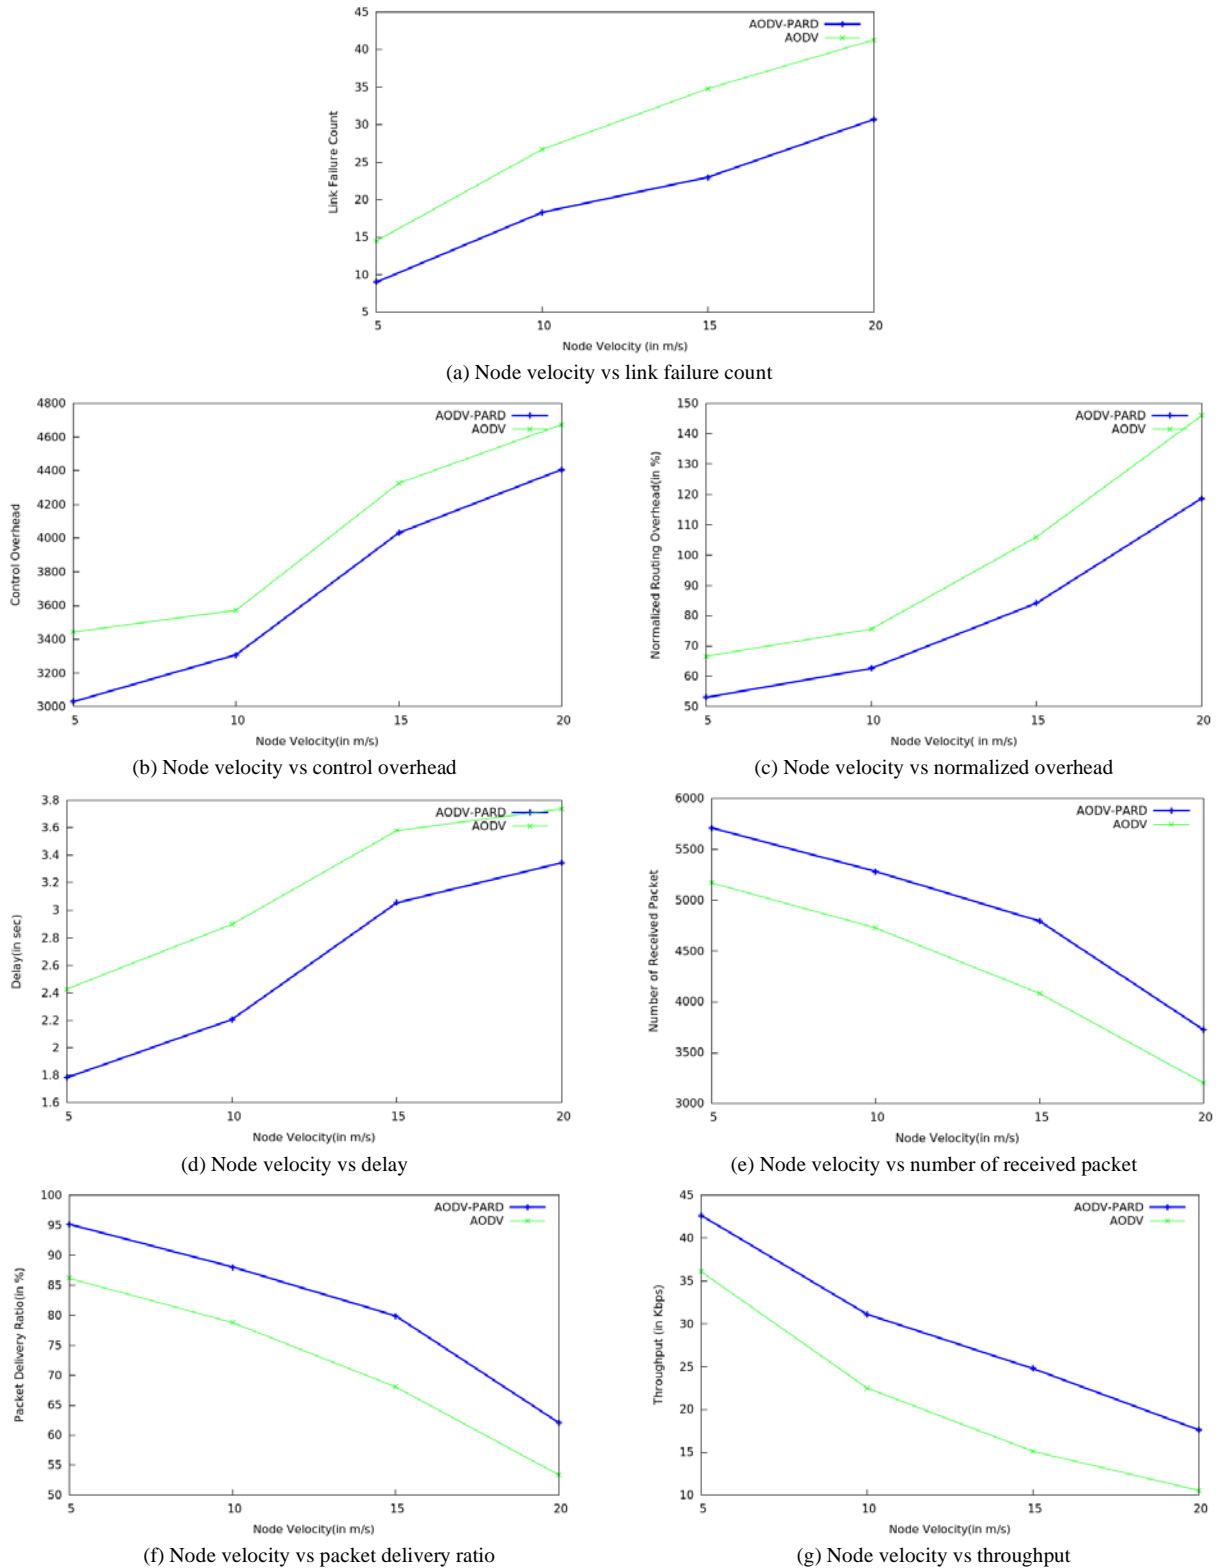 45
40
35
30
25
20
15
10
5
Link Failure Count
AODV-PARD
AODV
5 10 15 20
Node Velocity (in m/s)
(a) Node velocity vs link failure count
4800
4600
4400
4200
4000
3800
3600
3400
3200
3000
Control Overhead
AODV-PARD
AODV
5 10 15 20
Node Velocity(in m/s)
(b) Node velocity vs control overhead
150
140
130
120
110
100
90
80
70
60
50
Normalized Routing Overhead(in %)
AODV-PARD
AODV
5 10 15 20
Node Velocity( in m/s)
(c) Node velocity vs normalized overhead
3.8
3.6
3.4
3.2
3
2.8
2.6
2.4
2.2
2
1.8
1.6
Delay(in sec)
AODV-PARD
AODV
5 10 15 20
Node Velocity(in m/s)
(d) Node velocity vs delay
6000
5500
5000
4500
4000
3500
3000
Number of Received Packet
AODV-PARD
AODV
5 10 15 20
Node Velocity(in m/s)
(e) Node velocity vs number of received packet
100
95
90
85
80
75
70
65
60
55
50
Packet Delivery Ratio(in %)
AODV-PARD
AODV
5 10 15 20
Node Velocity(in m/s)
(f) Node velocity vs packet delivery ratio
45
40
35
30
25
20
15
10
Throughput (in Kbps)
AODV-PARD
AODV
5 10 15 20
Node Velocity(in m/s)
(g) Node velocity vs throughput